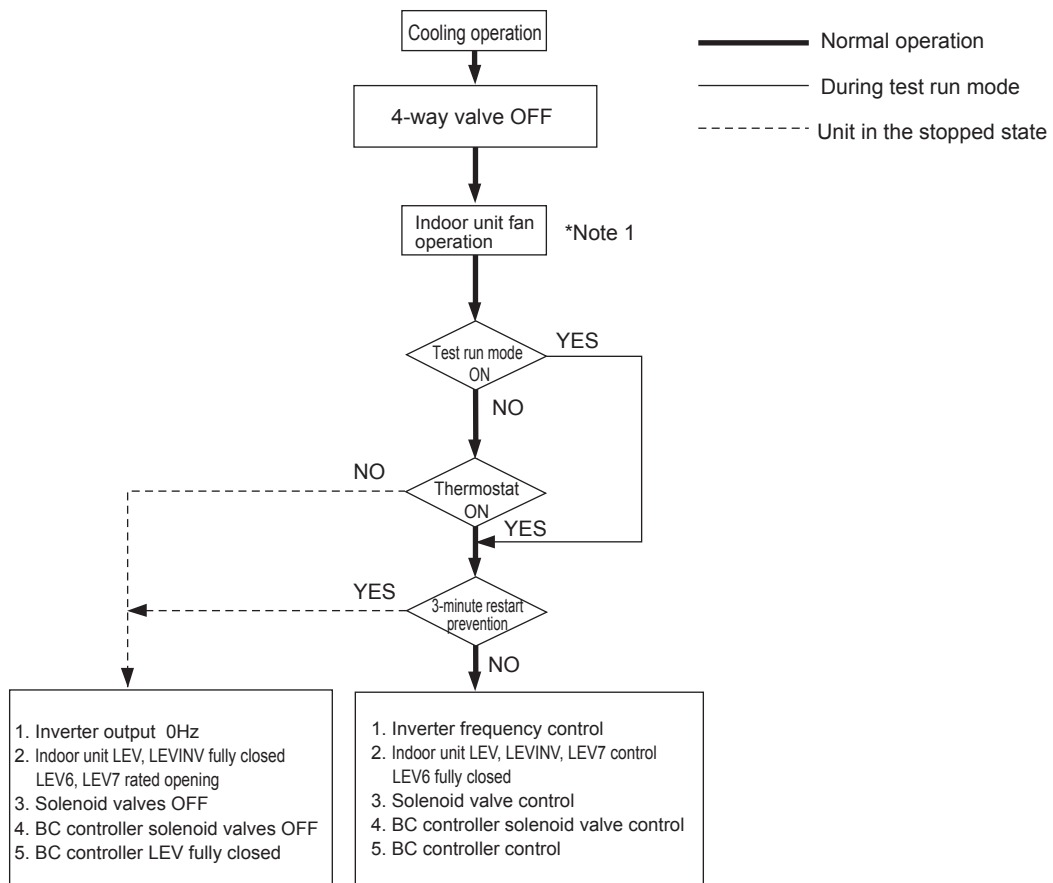 Cooling operation
Normal operation
During test run mode
Unit in the stopped state
4-way valve OFF
Indoor unit fan
operation
*Note 1
Test run mode
ON
YES
NO
Thermostat
ON
NO
YES
3-minute restart
prevention
YES
NO
1. Inverter output 0Hz
2. Indoor unit LEV, LEVINV fully closed
LEV6, LEV7 rated opening
3. Solenoid valves OFF
4. BC controller solenoid valves OFF
5. BC controller LEV fully closed
1. Inverter frequency control
2. Indoor unit LEV, LEVINV, LEV7 control
LEV6 fully closed
3. Solenoid valve control
4. BC controller solenoid valve control
5. BC controller control